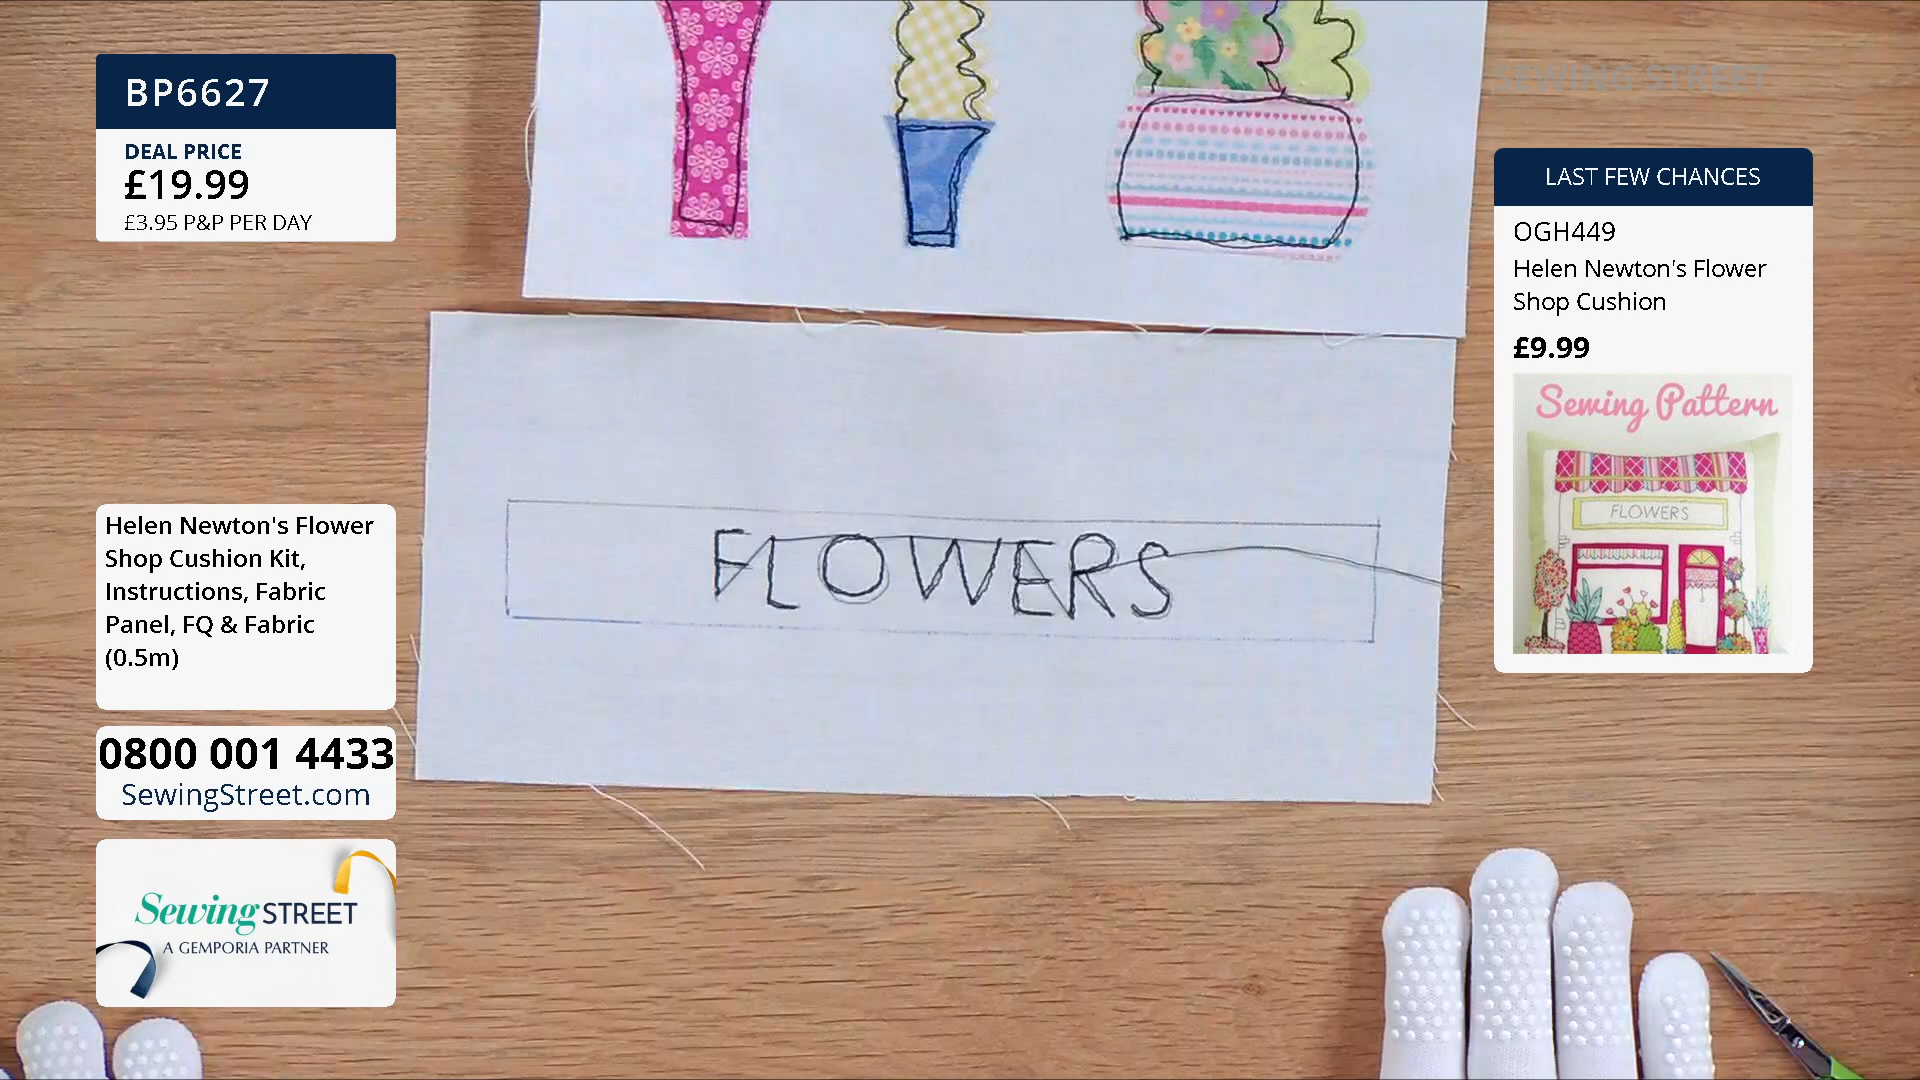 BP6627
DEAL PRICE
£19.99
£3.95 P&P PER DAY
Helen Newton's Flower
Shop Cushion Kit,
Instructions, Fabric
Panel, FQ & Fabric
(0.5m)
0800 001 4433
SewingStreet.com
Sewing STREET
A GEMPORIA PARTNER
FLOWERS
SEWING STREET
LAST FEW CHANCES
OGH449
Helen Newton's Flower
Shop Cushion
£9.99
Sewing Pattern
FLOWERS